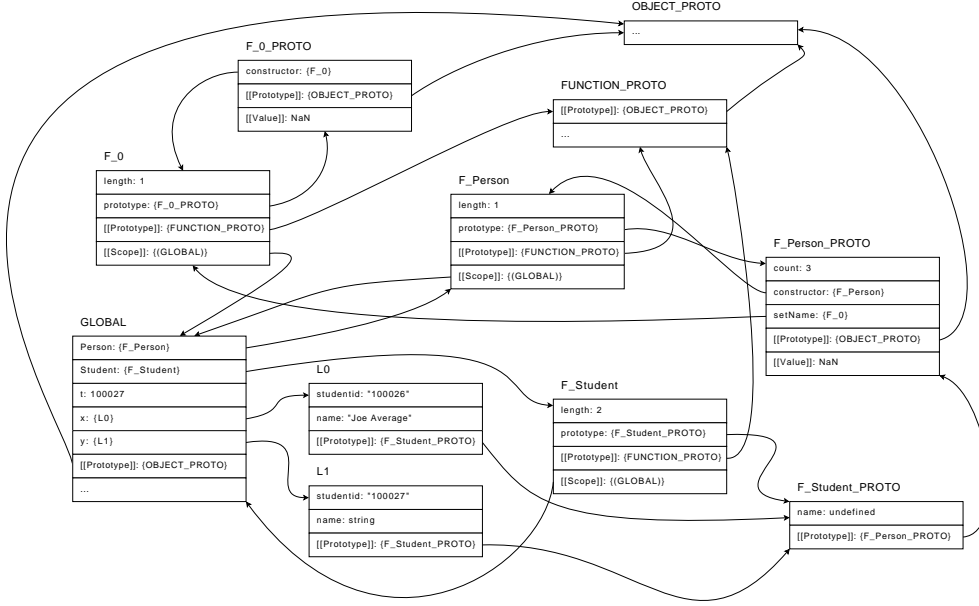 OBJECT_PROTO
...
F_0_PROTO
constructor: {F_0}
[[Prototype]]: {OBJECT_PROTO}
[[Value]]: NaN
FUNCTION_PROTO
[[Prototype]]: {OBJECT_PROTO}
...
F_0
length: 1
prototype: {F_0_PROTO}
[[Prototype]]: {FUNCTION_PROTO}
[[Scope]]: {(GLOBAL)}
F_Person
length: 1
prototype: {F_Person_PROTO}
[[Prototype]]: {FUNCTION_PROTO}
[[Scope]]: {(GLOBAL)}
F_Person_PROTO
count: 3
constructor: {F_Person}
setName: {F_0}
[[Prototype]]: {OBJECT_PROTO}
[[Value]]: NaN
GLOBAL
Person: {F_Person}
Student: {F_Student}
t: 100027
x: {L0}
y: {L1}
[[Prototype]]: {OBJECT_PROTO}
...
L0
studentid: "100026"
name: "Joe Average"
[[Prototype]]: {F_Student_PROTO}
L1
studentid: "100027"
name: string
[[Prototype]]: {F_Student_PROTO}
F_Student
length: 2
prototype: {F_Student_PROTO}
[[Prototype]]: {FUNCTION_PROTO}
[[Scope]]: {(GLOBAL)}
F_Student_PROTO
name: undefined
[[Prototype]]: {F_Person_PROTO}